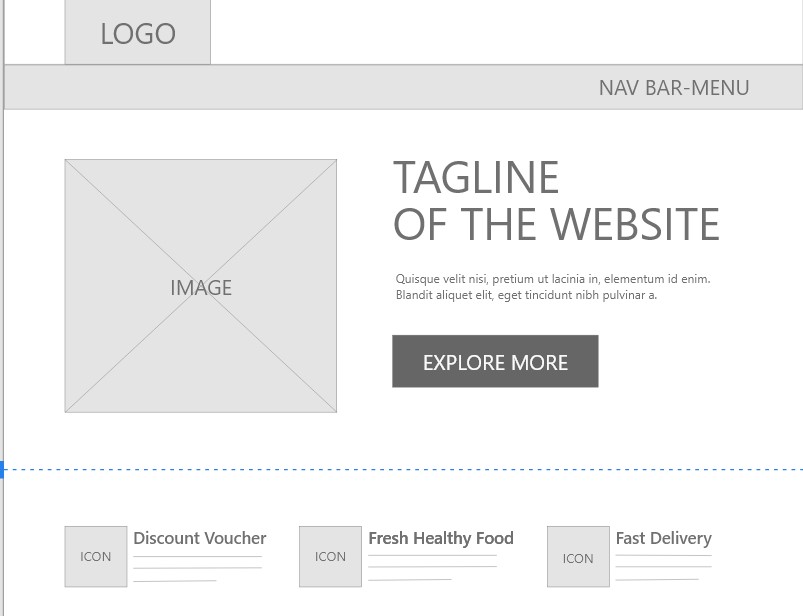 LOGO
NAV BAR-MENU
TAGLINE
OF THE WEBSITE
IMAGE
Quisque velit nisi, pretium ut lacinia in, elementum id enim.
Blandit aliquet elit, eget tincidunt nibh pulvinar a.
EXPLORE MORE
ICON
Discount Voucher
ICON
Fresh Healthy Food
ICON
Fast Delivery